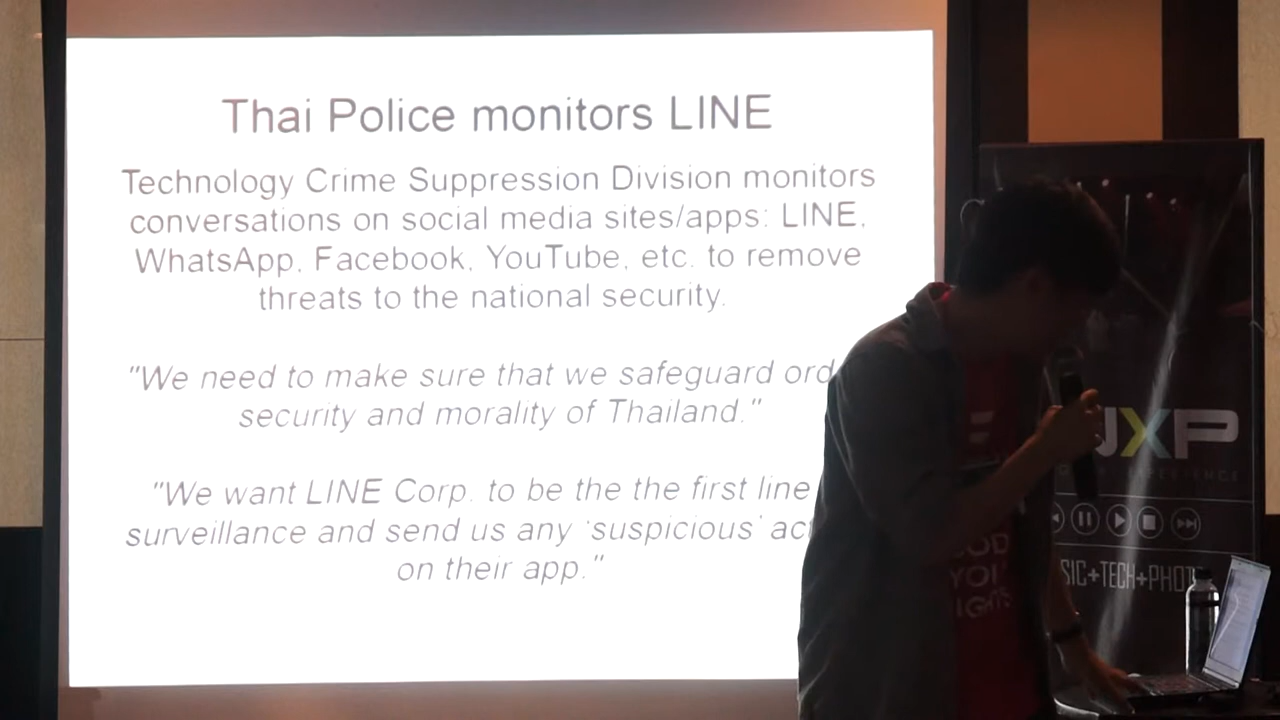 Thai Police monitors LINE
Technology Crime Suppression Division monitors
conversations on social media sites/apps: LINE,
WhatsApp, Facebook, YouTube, etc. to remove
threats to the national security.
"We need to make sure that we safeguard
security and morality of Thailand."
"We want LINE Corp. to be the the first line
surveillance and send us any 'suspicious'
on their app."
XP
+TECH+